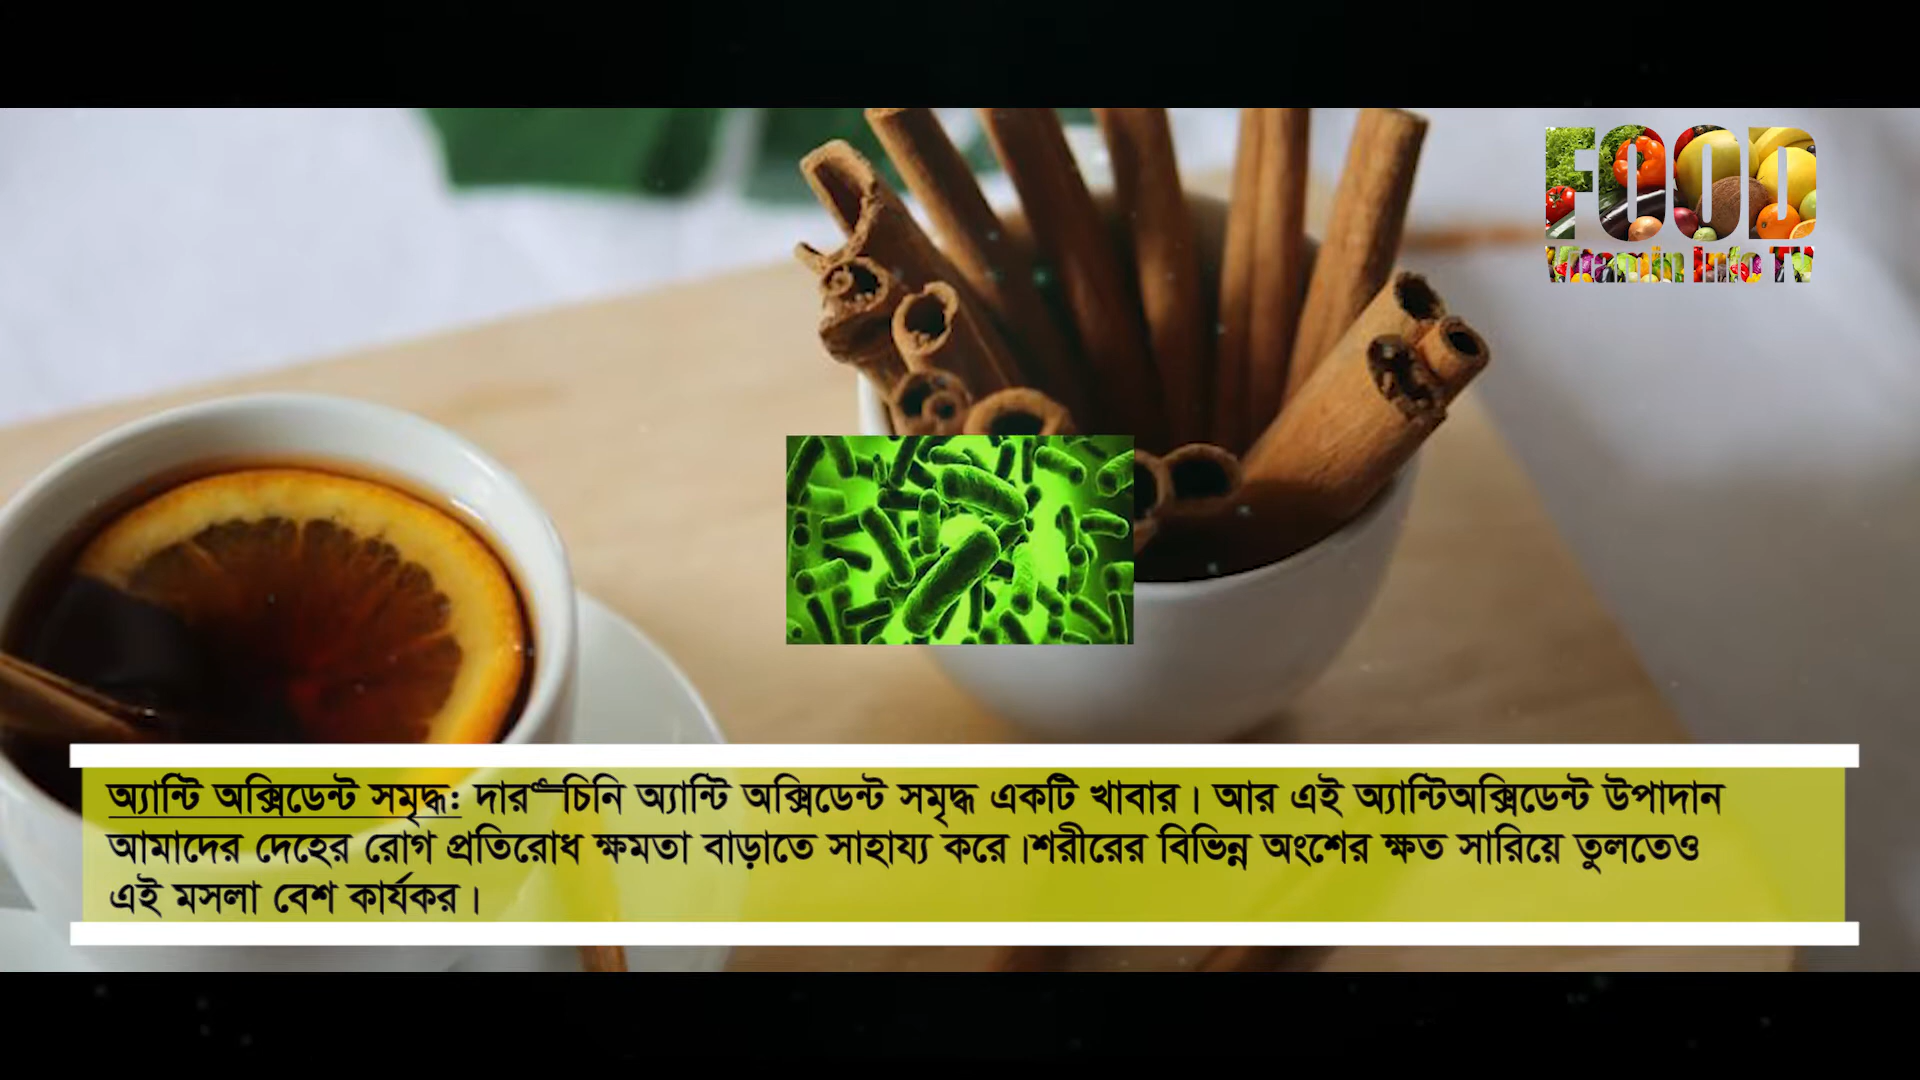 FOOD
Vitamin Info TV
অ্যান্টি অক্সিডেন্ট সমৃদ্ধ: দারুচিনি অ্যান্টি অক্সিডেন্ট সমৃদ্ধ একটি খাবার। আর এই অ্যান্টিঅক্সিডেন্ট উপাদান
আমাদের দেহের রোগ প্রতিরোধ ক্ষমতা বাড়াতে সাহায্য করে।শরীরের বিভিন্ন অংশের ক্ষত সারিয়ে তুলতেও
এই মসলা বেশ কার্যকর।